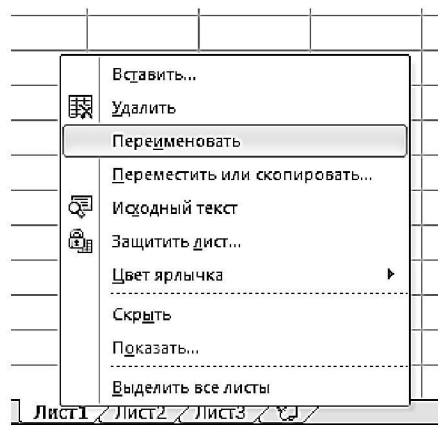 Вставить...
Удалить
Переименовать
Переместить или скопировать...
Исходный текст
Защитить лист...
Цвет ярлычка
Скрыть
Показать...
Выделить все листы
Лист1 Лист2 Лист3